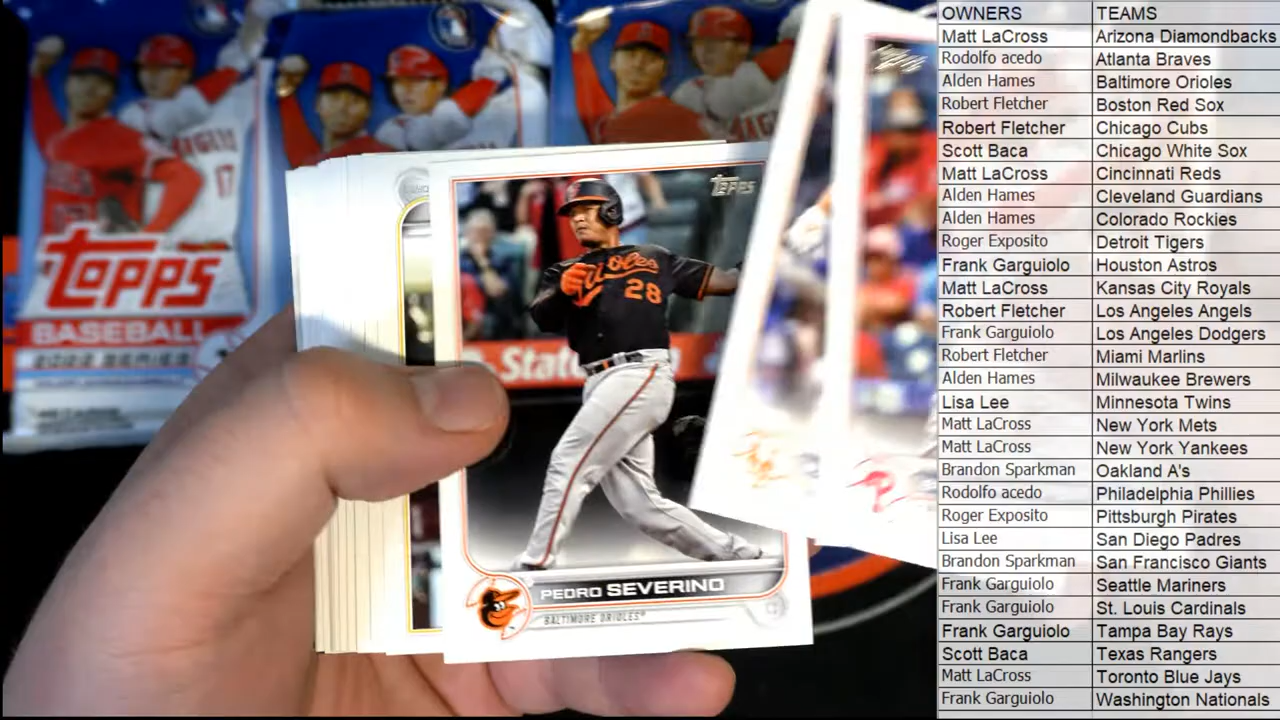 TOPPS
BASEBALL
2022 SERIES
17
TOPPS
Orioles
28
State
PEDRO SEVERINO
BALTIMORE ORIOLES
OWNERS TEAMS
Matt LaCross Arizona Diamondbacks
Rodolfo acedo Atlanta Braves
Alden Hames Baltimore Orioles
Robert Fletcher Boston Red Sox
Robert Fletcher Chicago Cubs
Scott Baca Chicago White Sox
Matt LaCross Cincinnati Reds
Alden Hames Cleveland Guardians
Alden Hames Colorado Rockies
Roger Exposito Detroit Tigers
Frank Garguiolo Houston Astros
Matt LaCross Kansas City Royals
Robert Fletcher Los Angeles Angels
Frank Garguiolo Los Angeles Dodgers
Robert Fletcher Miami Marlins
Alden Hames Milwaukee Brewers
Lisa Lee Minnesota Twins
Matt LaCross New York Mets
Matt LaCross New York Yankees
Brandon Sparkman Oakland A's
Rodolfo acedo Philadelphia Phillies
Roger Exposito Pittsburgh Pirates
Lisa Lee San Diego Padres
Brandon Sparkman San Francisco Giants
Frank Garguiolo Seattle Mariners
Frank Garguiolo St. Louis Cardinals
Frank Garguiolo Tampa Bay Rays
Scott Baca Texas Rangers
Matt LaCross Toronto Blue Jays
Frank Garguiolo Washington Nationals